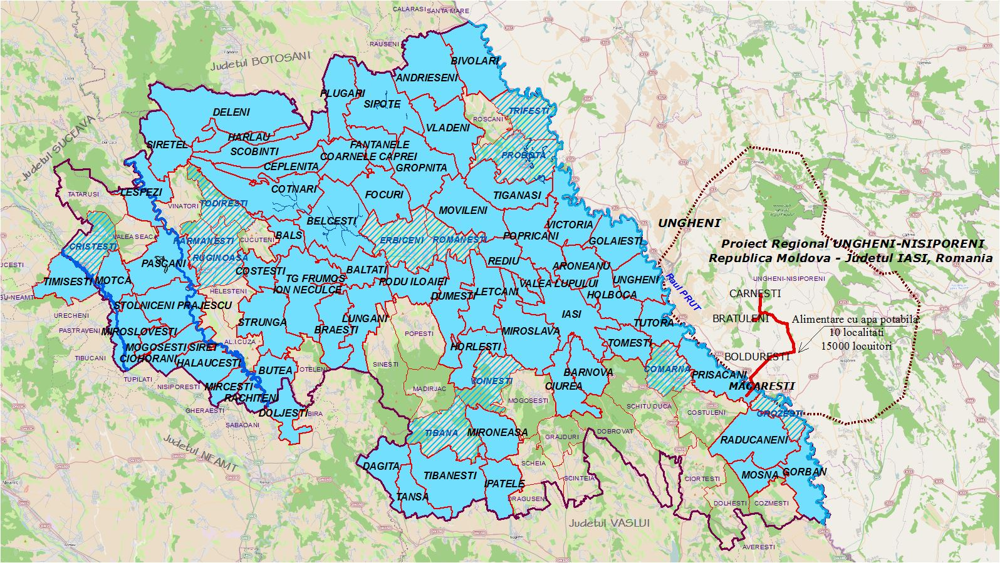 CALARASI
SANTA MARE
RAUSENI
Judetul BOTOSANI
BIVOLARI
ANDRIESENI
PLUGARI
SIPOTE
DELENI
ROSCANI
TRIFESTI
Judetul SUCEAVA
VLADENI
HARLAU
SIRETEL
SCOBINTI
FANTANELE
COARNELE CAPREI
PROBOTA
CEPLENITA
GROPNITA
COTNARI
TATARUSI
LESPEZI
FOCURI
TIGANASI
VINATORI
TODIRESTI
MOVILENI
BELCESTI
VICTORIA
UNGHENI
POPRICANI
BALS
VALEA SEACA
HARMANESTI
CUCUTENI
ERBICENI
ROMANESTI
GOLAIESTI
Proiect Regional UNGHENI-NISIPORENI
Republica Moldova - Judetul IASI, Romania
CRISTESTI
RUGINOASA
PASCANI
REDIU
ARONEANU
COSTESTI
BALTATI
TIMISESTI
MOTCA
TG FRUMOS
PODU ILOAIEI
VALEA LUPULUI
UNGHENI
UNGHENI-NISIPORENI
ION NECULCE
HELESTENI
DUMESTI
LETCANI
HOLBOCA
Raul PRUT
CARNESTI
STOLNICENI PRAJESCU
URECHENI
IASI
BRATULENI
Alimentare cu apa potabila
10 localitati
15000 locuitori
LUNGANI
STRUNGA
PASTRAVENI
MIROSLOVESTI
BRAESTI
POPESTI
MIROSLAVA
TUTORA
AL.I.CUZA
MOGOSESTI SIRET
HORLESTI
TOMESTI
TIBUCANI
CIOHORANI
HALAUCESTI
SINESTI
BOLDURESTI
BUTEA
OTELENI
COMARNA
BARNOVA
PRISACANI
TUPILATI
NISIPORESTI
MIRCESTI
VOINESTI
CIUREA
MACARESTI
MADIRJAC
RACHITENI
MOGOSESTI
GHERAESTI
SCHITU DUCA
DOLJESTI
BIRA
COSTULENI
GROZESTI
SABAOANI
TIBANA
MIRONEASA
GRAJDURI
DOBROVAT
RADUCANENI
Judetul NEAMT
SCHEIA
DAGITA
TIBANESTI
GORBAN
MOSNA
SCINTEIA
CIORTESTI
IPATELE
TANSA
DRAGUSENI
DOLHESTI
COZMESTI
Judetul VASLUI
AVERESTI